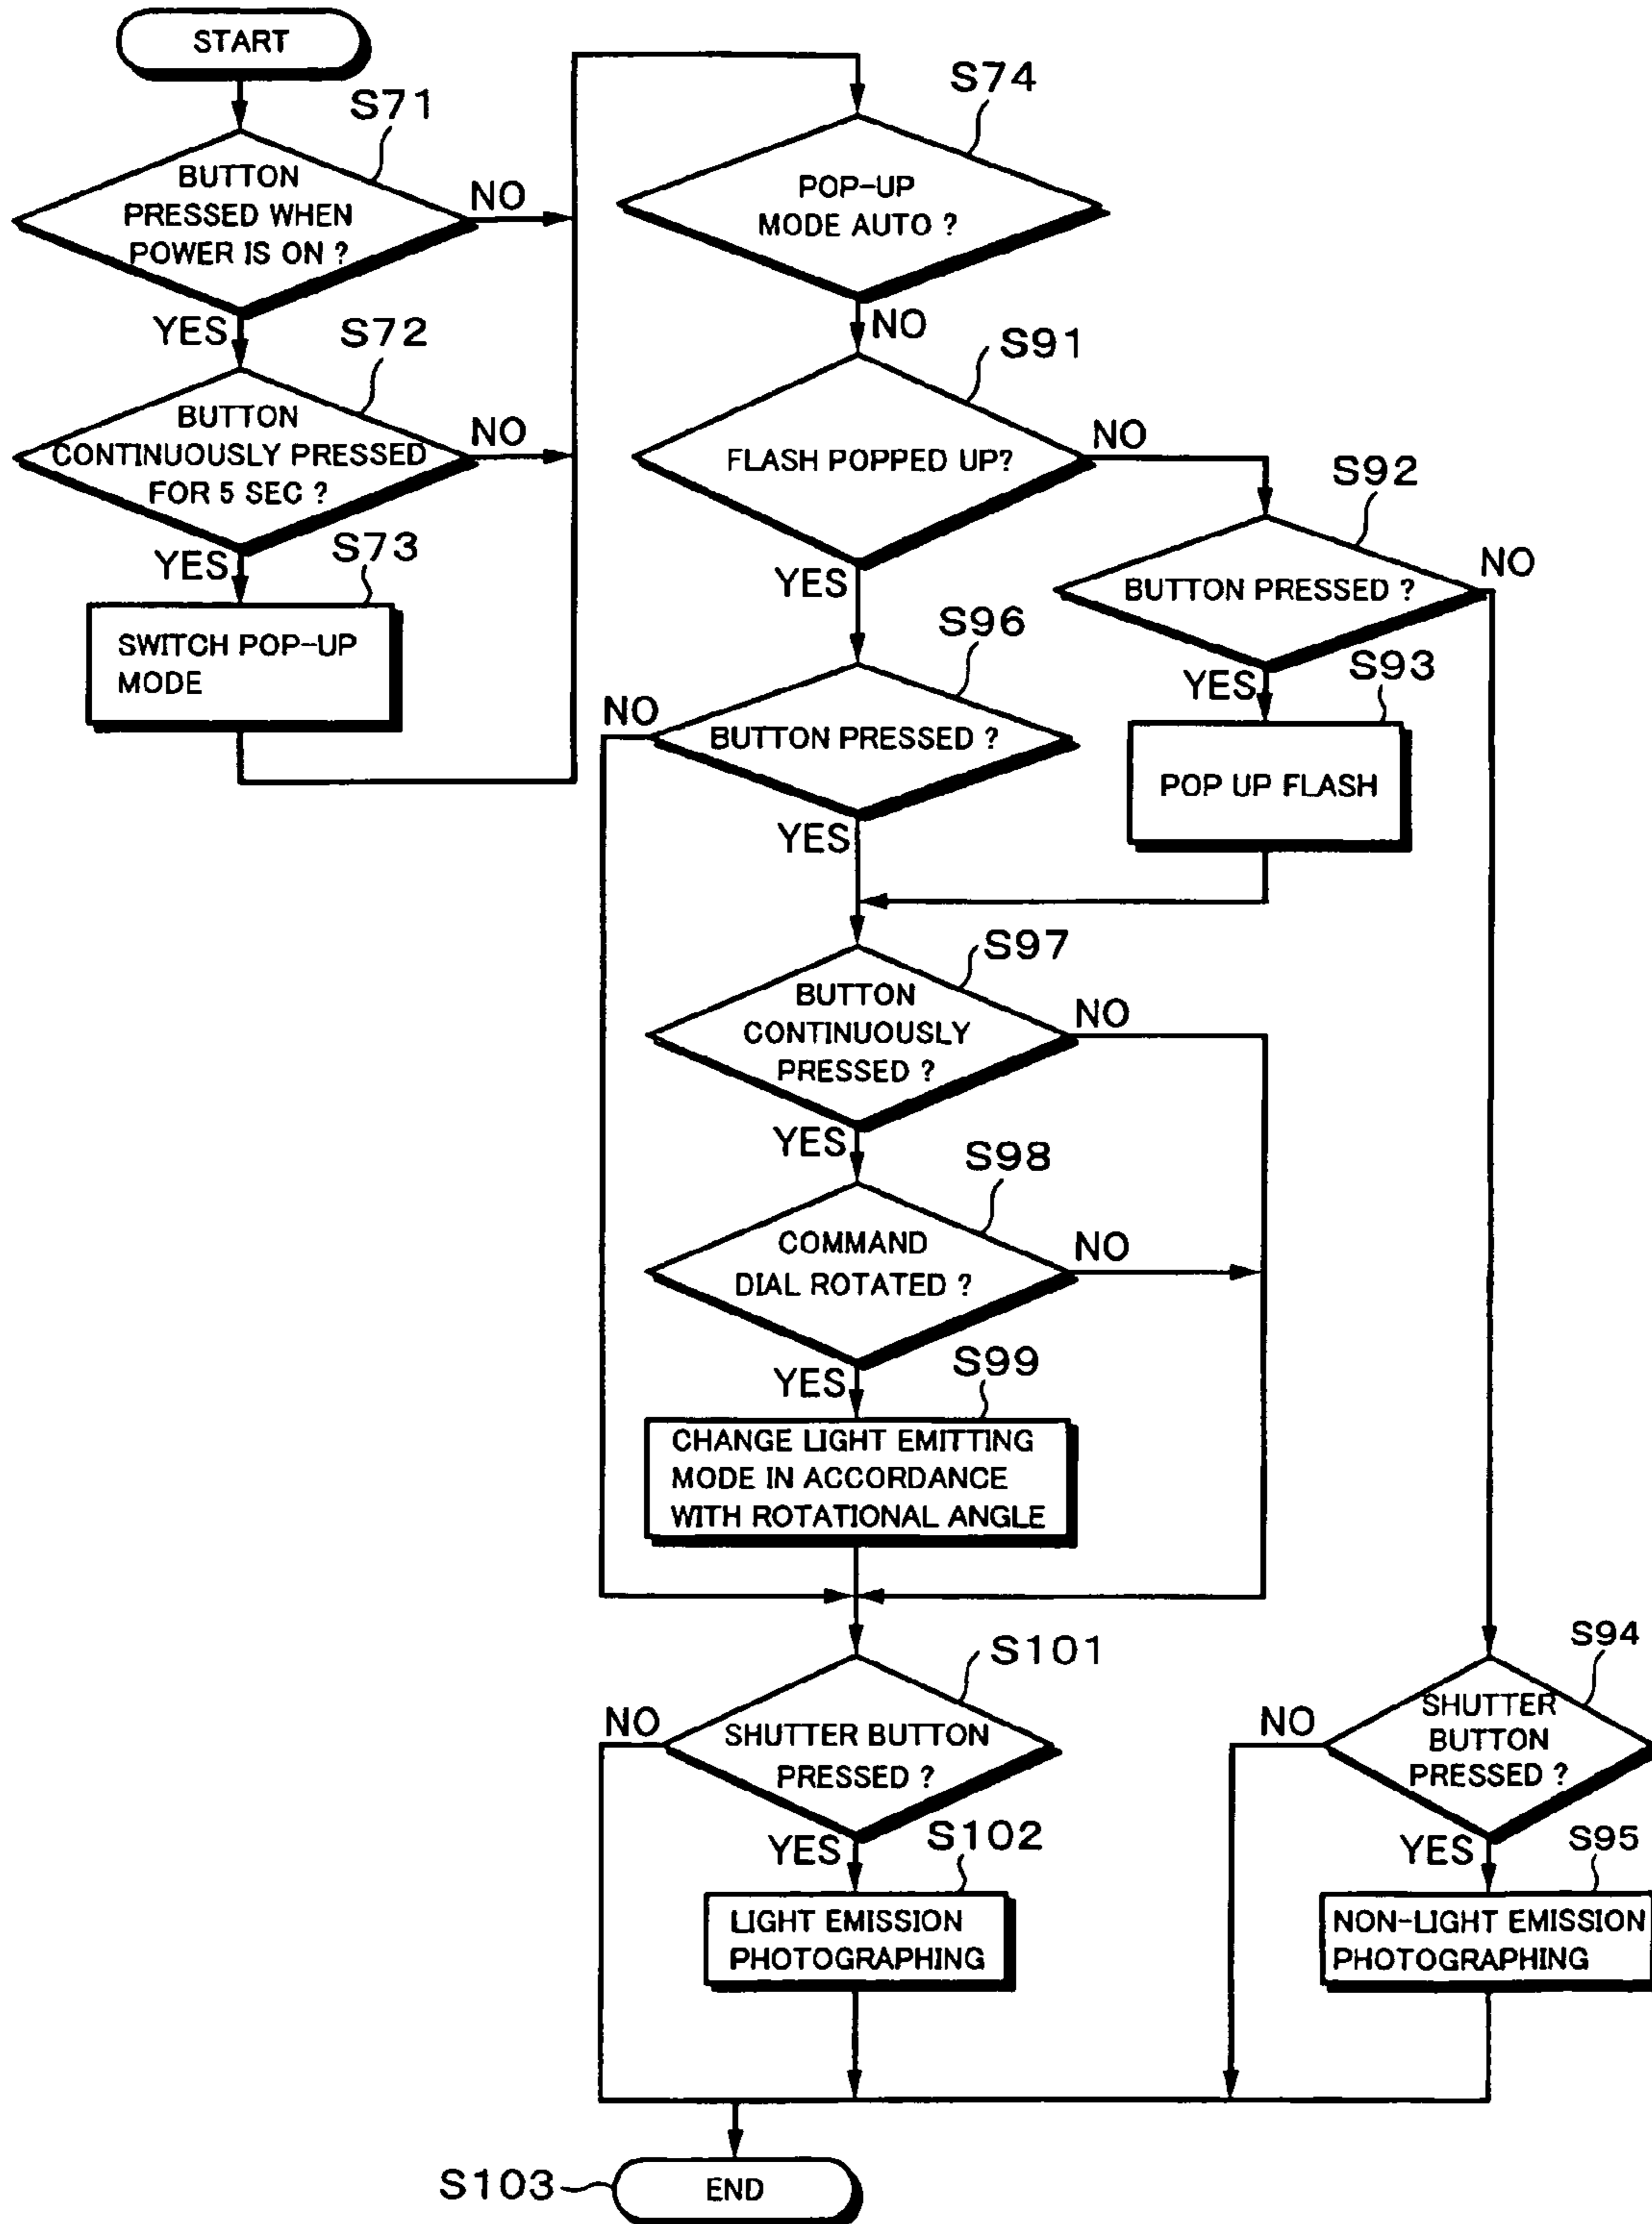 START
S71
BUTTON
PRESSED WHEN
POWER IS ON ?
NO
YES
S72
BUTTON
CONTINUOUSLY PRESSED
FOR 5 SEC ?
NO
YES
S73
SWITCH POP-UP
MODE
S74
POP-UP
MODE AUTO ?
NO
S91
FLASH POPPED UP?
NO
YES
S92
BUTTON PRESSED ?
NO
YES
S93
POP UP FLASH
S96
BUTTON PRESSED ?
NO
YES
S97
BUTTON
CONTINUOUSLY
PRESSED ?
NO
YES
S98
COMMAND
DIAL ROTATED ?
NO
YES
S99
CHANGE LIGHT EMITTING
MODE IN ACCORDANCE
WITH ROTATIONAL ANGLE
S101
SHUTTER BUTTON
PRESSED ?
NO
YES
S102
LIGHT EMISSION
PHOTOGRAPHING
S94
SHUTTER
BUTTON
PRESSED ?
NO
YES
S95
NON-LIGHT EMISSION
PHOTOGRAPHING
S103
END